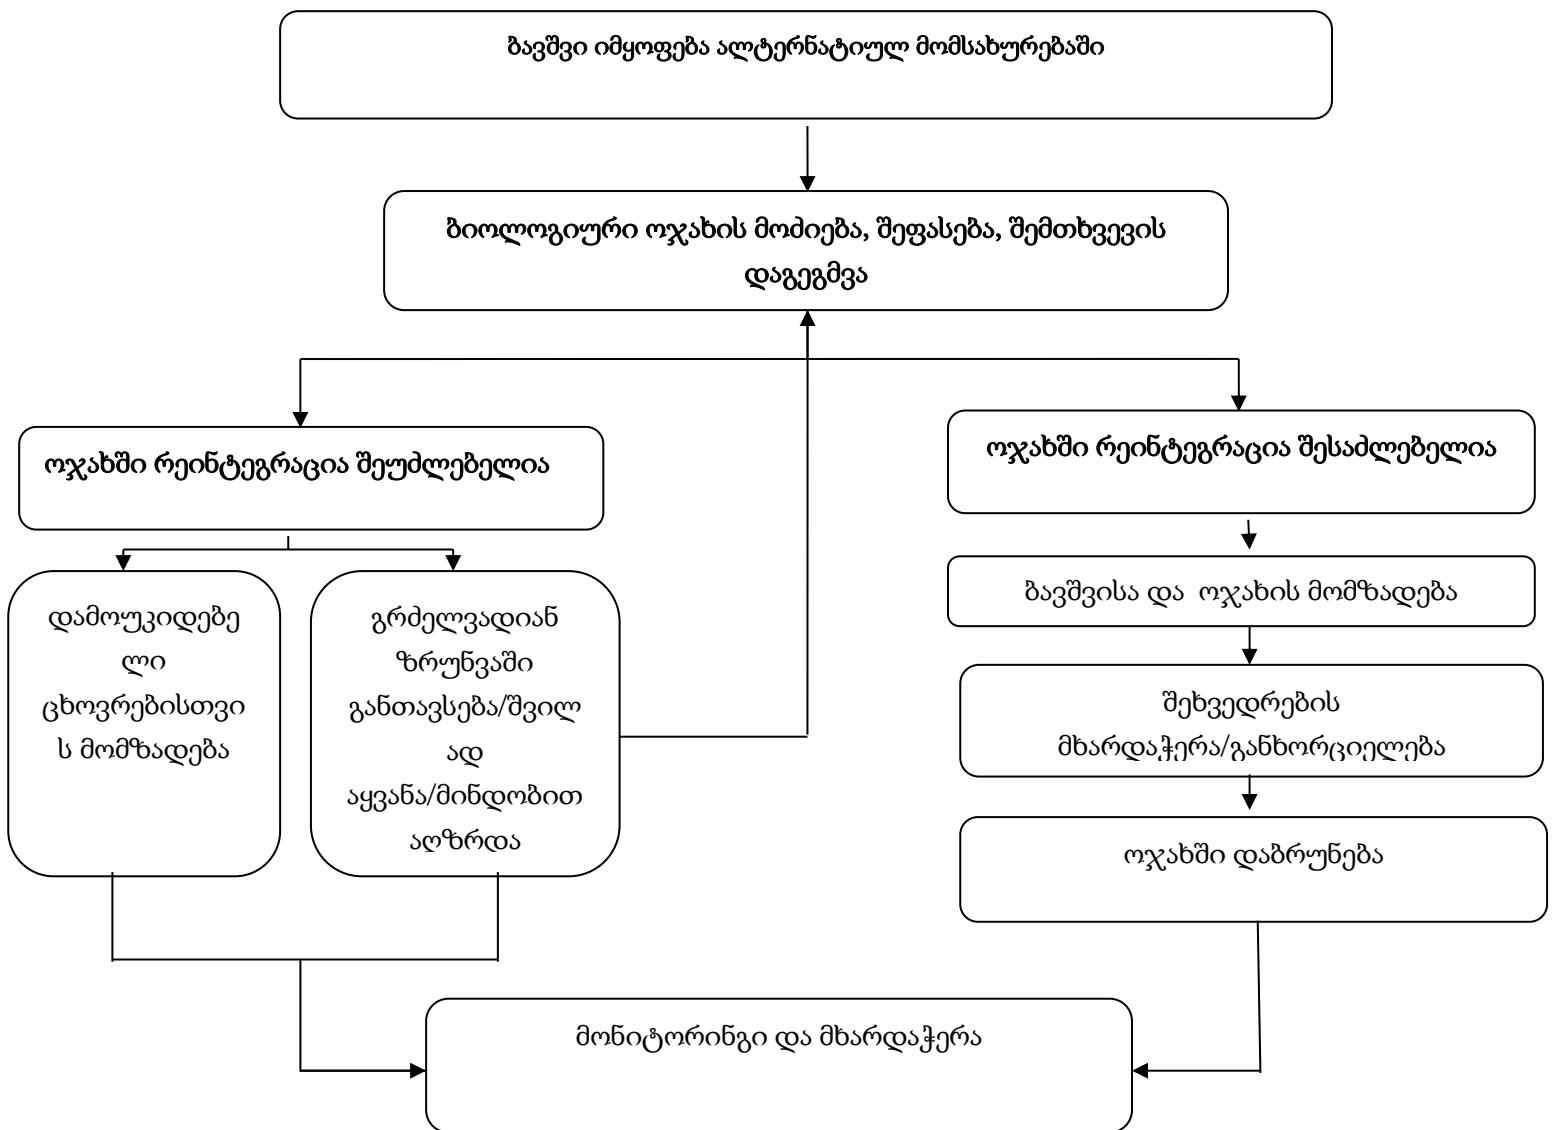 ბავშვი იმყოფება ალტერნატიულ მომსახურებაში
ბიოლოგიური ოჯახის მოძიება, შეფასება, შემთხვევის
დაგეგმვა
ოჯახში რეინტეგრაცია შეუძლებელია
ოჯახში რეინტეგრაცია შესაძლებელია
დამოუკიდებე
ლი
ცხოვრებისთვი
ს მომზადება
გრძელვადიან
ზრუნვაში
განთავსება/შვილ
ად
აყვანა/მინდობით
აღზრდა
ბავშვისა და  ოჯახის მომზადება
შეხვედრების
მხარდაჭერა/განხორციელება
ოჯახში დაბრუნება
მონიტორინგი და მხარდაჭერა